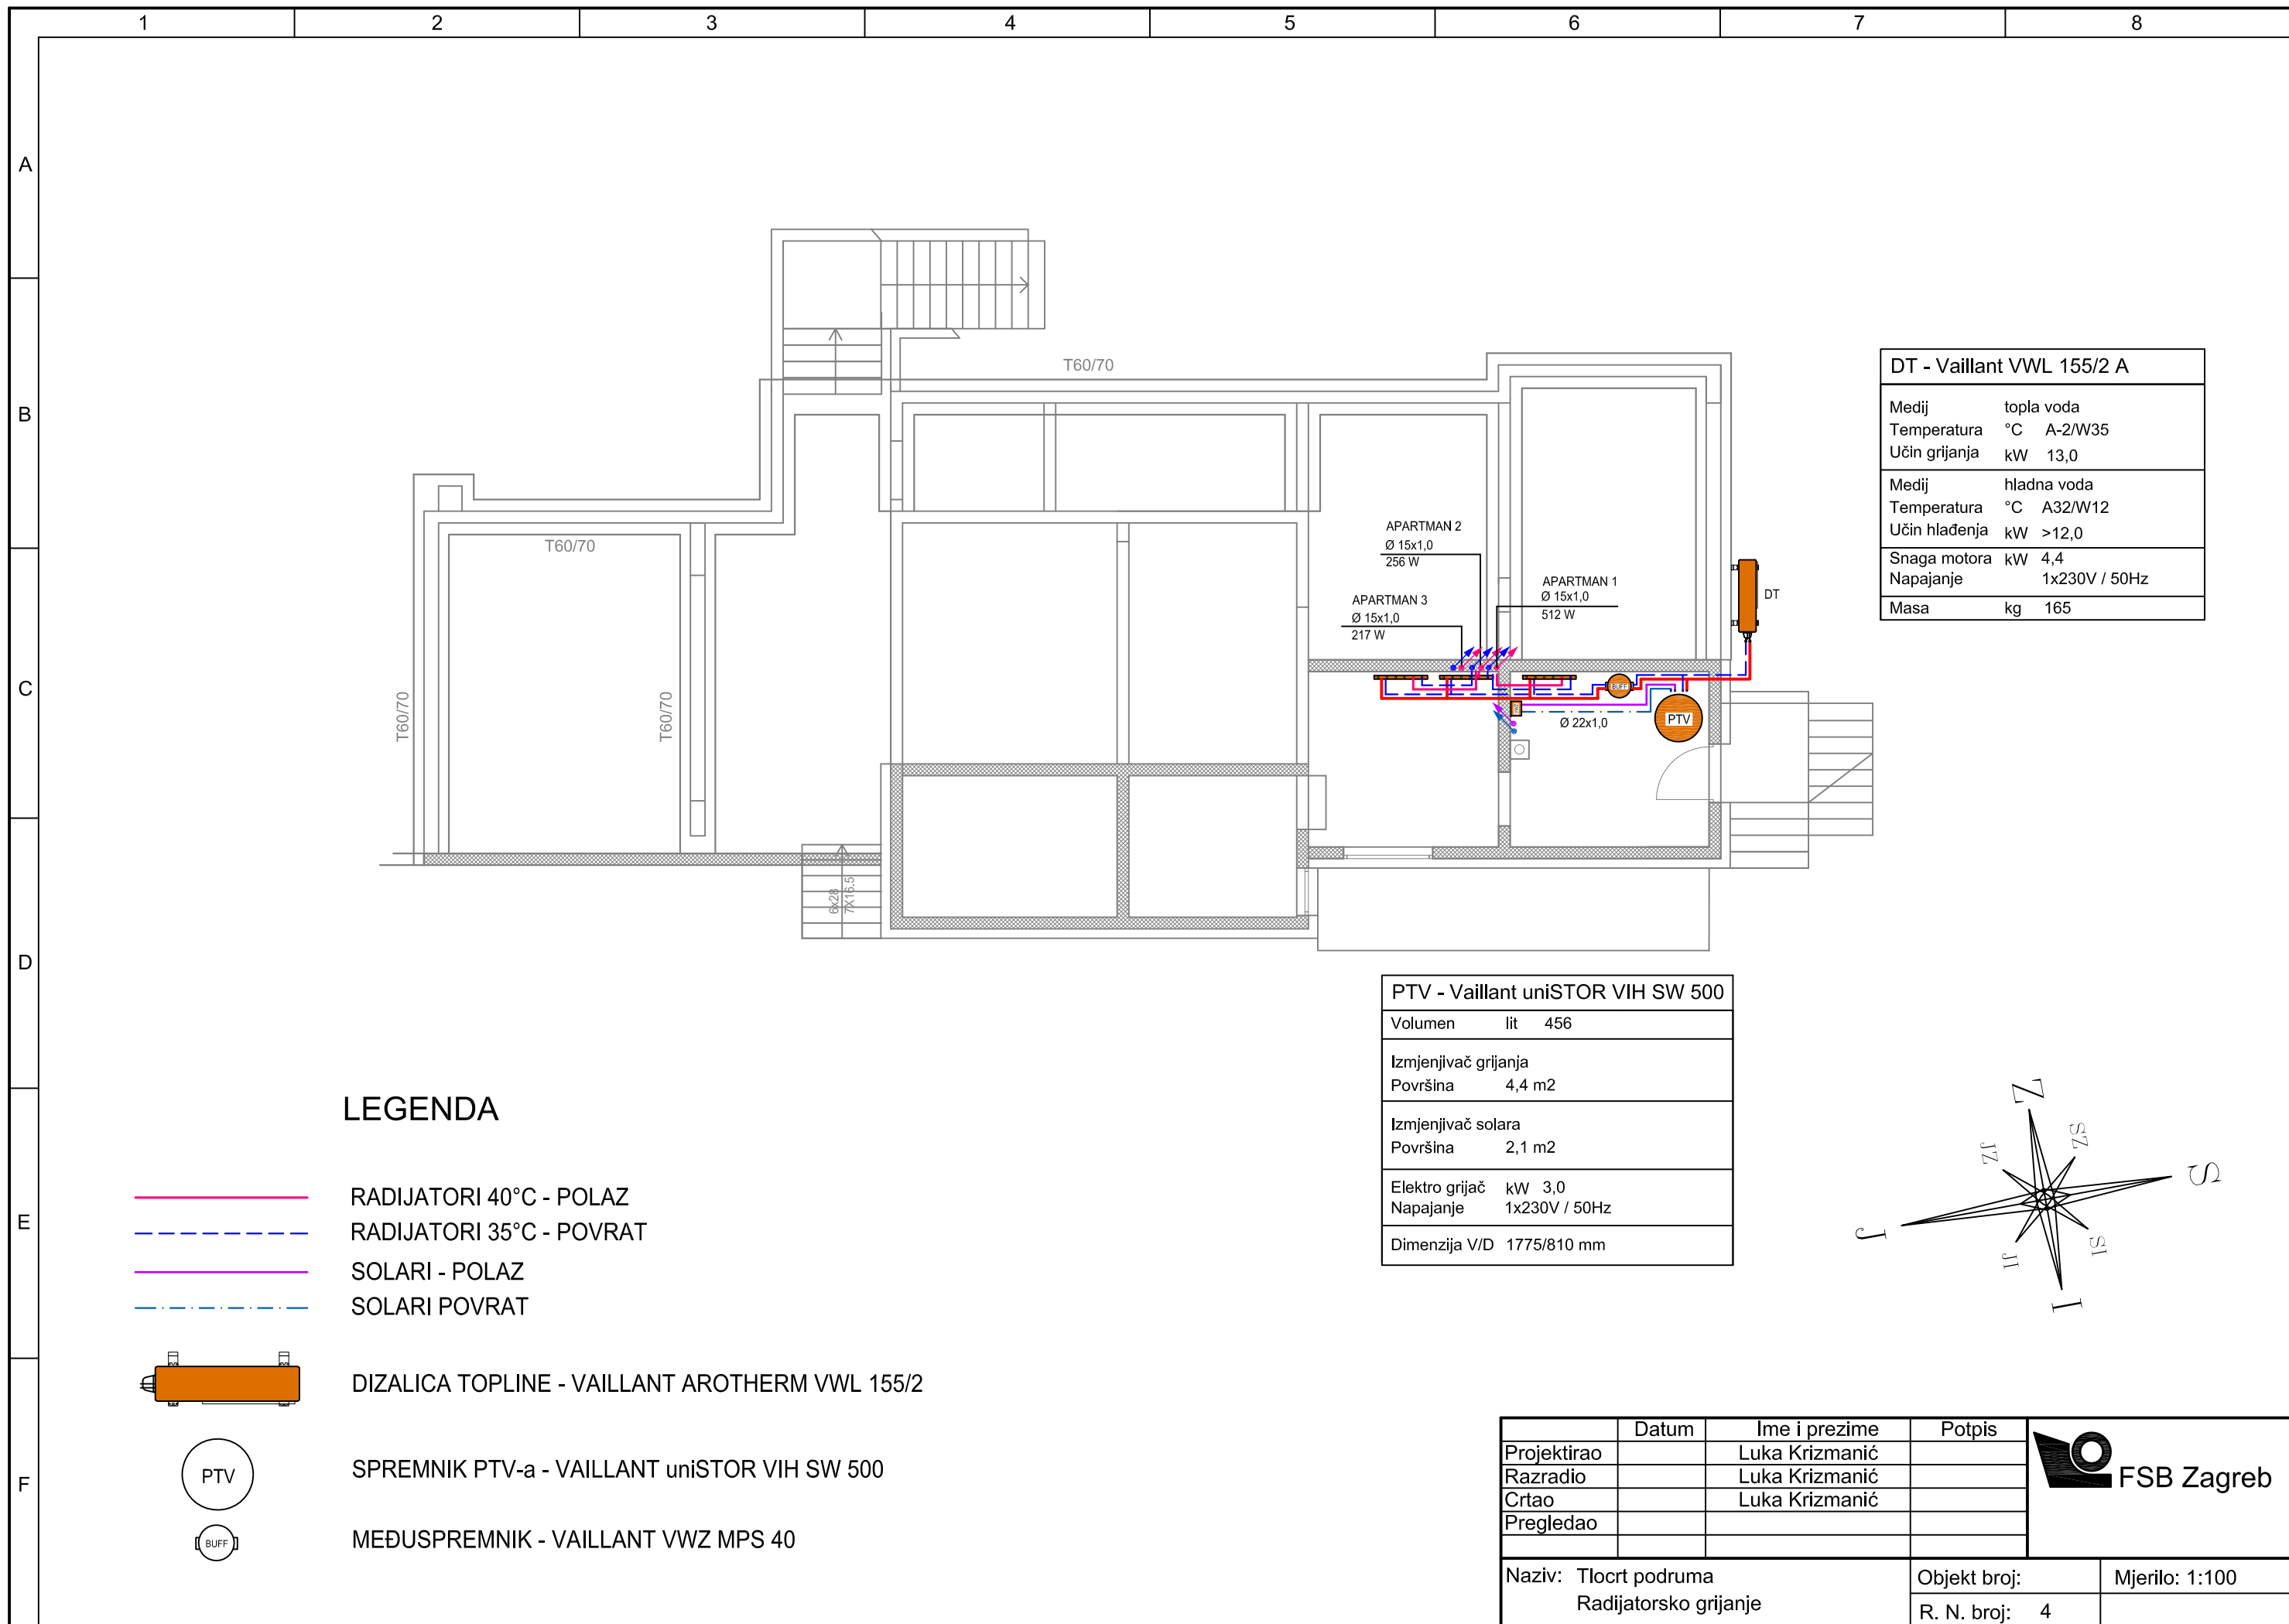 1 2 3 4 5 6 7 8
A
B
C
D
E
F
T60/70
T60/70
T60/70
T60/70
6x28
7X16.5
APARTMAN 2
Ø 15x1,0
256 W
APARTMAN 3
Ø 15x1,0
217 W
APARTMAN 1
Ø 15x1,0
512 W
BUFF
PTV
Ø 22x1,0
DT
DT - Vaillant VWL 155/2 A
Medij topla voda
Temperatura °C A-2/W35
Učin grijanja kW 13,0
Medij hladna voda
Temperatura °C A32/W12
Učin hlađenja kW >12,0
Snaga motora kW 4,4
Napajanje 1x230V / 50Hz
Masa kg 165
PTV - Vaillant uniSTOR VIH SW 500
Volumen lit 456
Izmjenjivač grijanja
Površina 4,4 m2
Izmjenjivač solara
Površina 2,1 m2
Elektro grijač kW 3,0
Napajanje 1x230V / 50Hz
Dimenzija V/D 1775/810 mm
Z
SZ
S
SI
I
JI
J
JZ
LEGENDA
RADIJATORI 40°C - POLAZ
RADIJATORI 35°C - POVRAT
SOLARI - POLAZ
SOLARI POVRAT
DIZALICA TOPLINE - VAILLANT AROTHERM VWL 155/2
PTV
SPREMNIK PTV-a - VAILLANT uniSTOR VIH SW 500
BUFF
MEĐUSPREMNIK - VAILLANT VWZ MPS 40
Datum Ime i prezime Potpis
Projektirao Luka Krizmanić
Razradio Luka Krizmanić
Crtao Luka Krizmanić
Pregledao
FSB Zagreb
Naziv: Tlocrt podruma
Radijatorsko grijanje
Objekt broj:
R. N. broj: 4
Mjerilo: 1:100